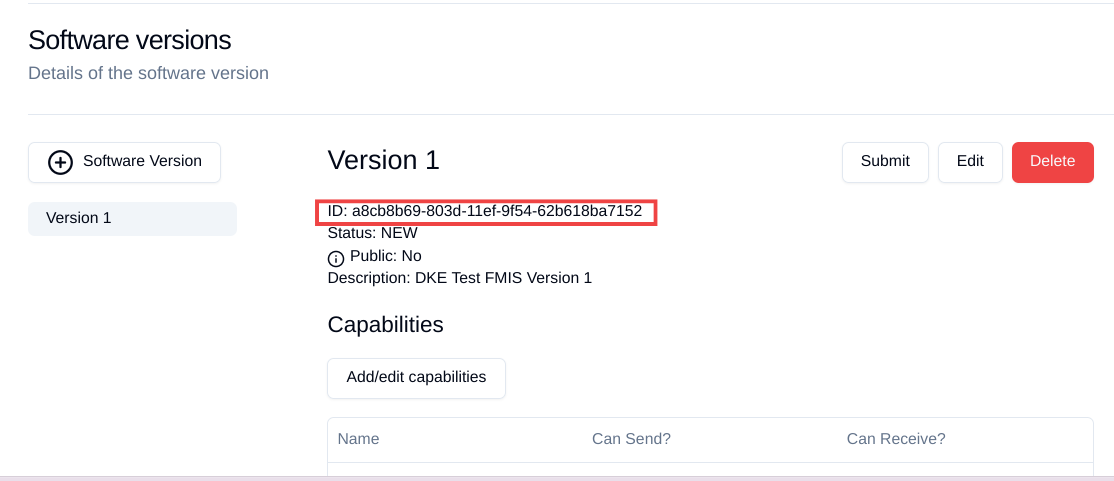 Software versions
Details of the software version
Software Version
Version 1
Version 1
Submit
Edit
Delete
ID: a8cb8b69-803d-11ef-9f54-62b618ba7152
Status: NEW
Public: No
Description: DKE Test FMIS Version 1
Capabilities
Add/edit capabilities
Name Can Send? Can Receive?